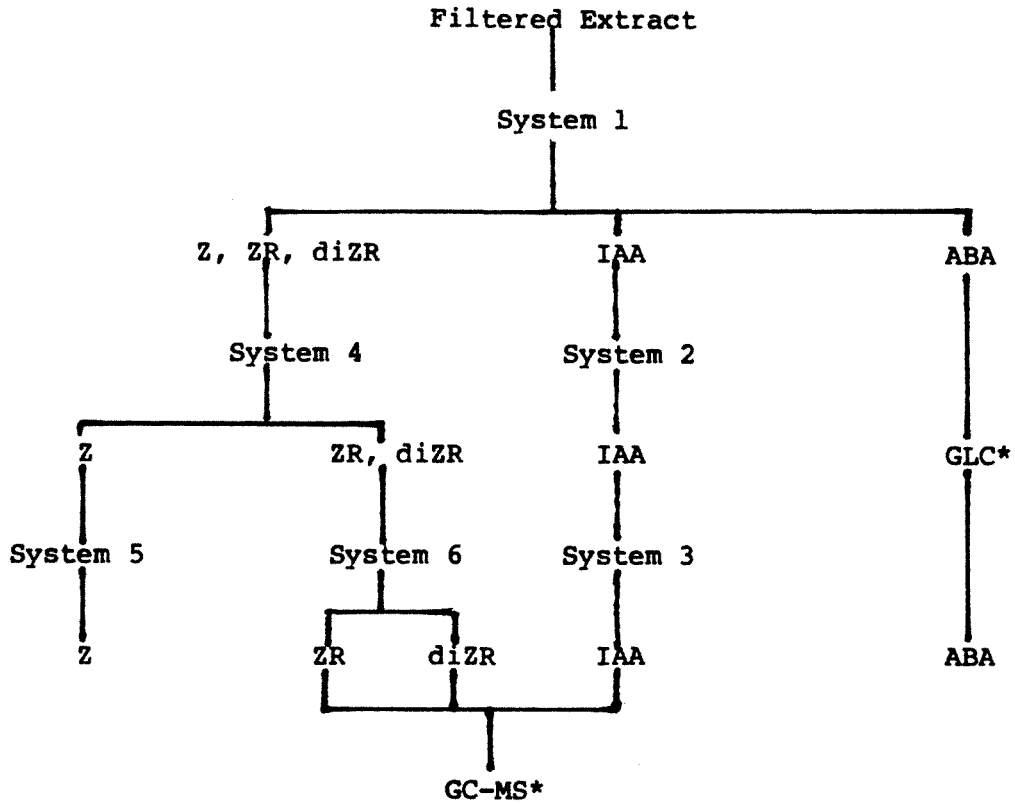 Filtered Extract
System 1
Z, ZR, diZR IAA ABA
System 4 System 2
Z ZR, diZR IAA GLC*
System 5 System 6 System 3
Z ZR diZR IAA ABA
GC-MS*